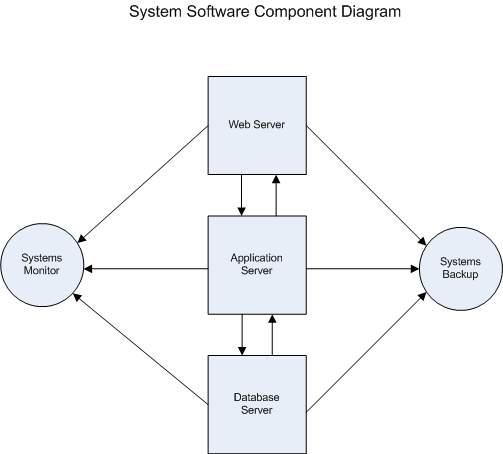 System Software Component Diagram
Web Server
Systems
Monitor
Application
Server
Systems
Backup
Database
Server